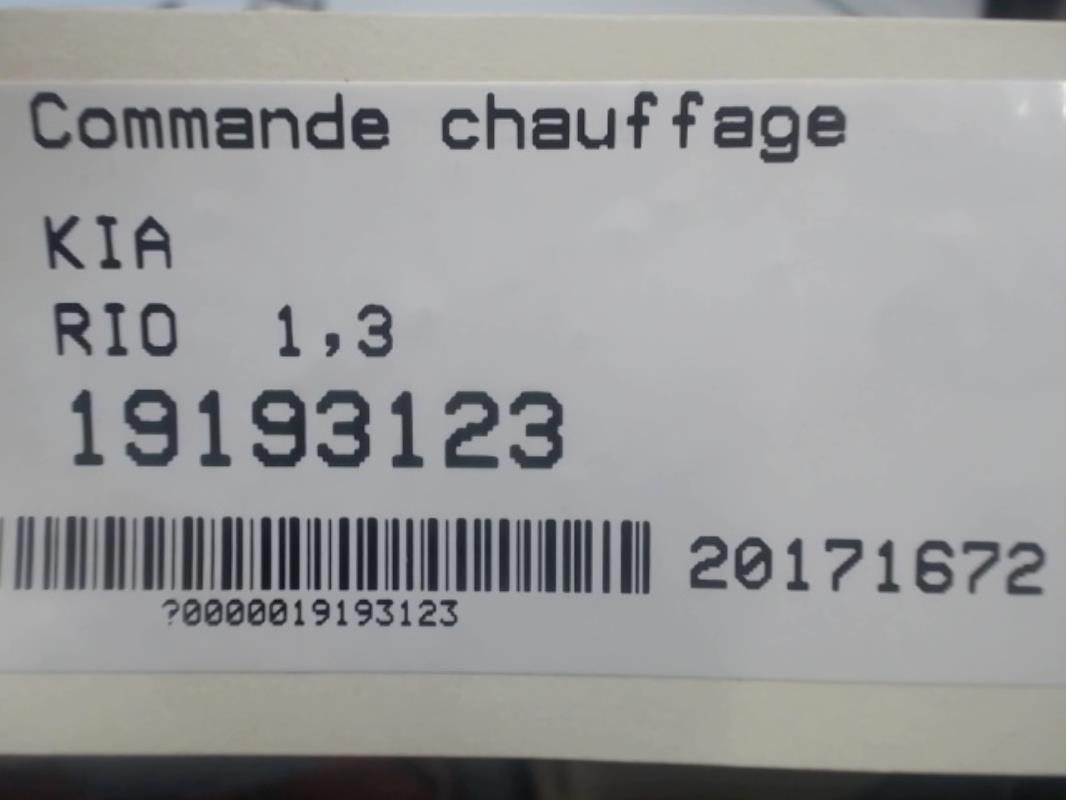 Commande chauffage
KIA
RIO 1,3
19193123
20171672
?0000019193123